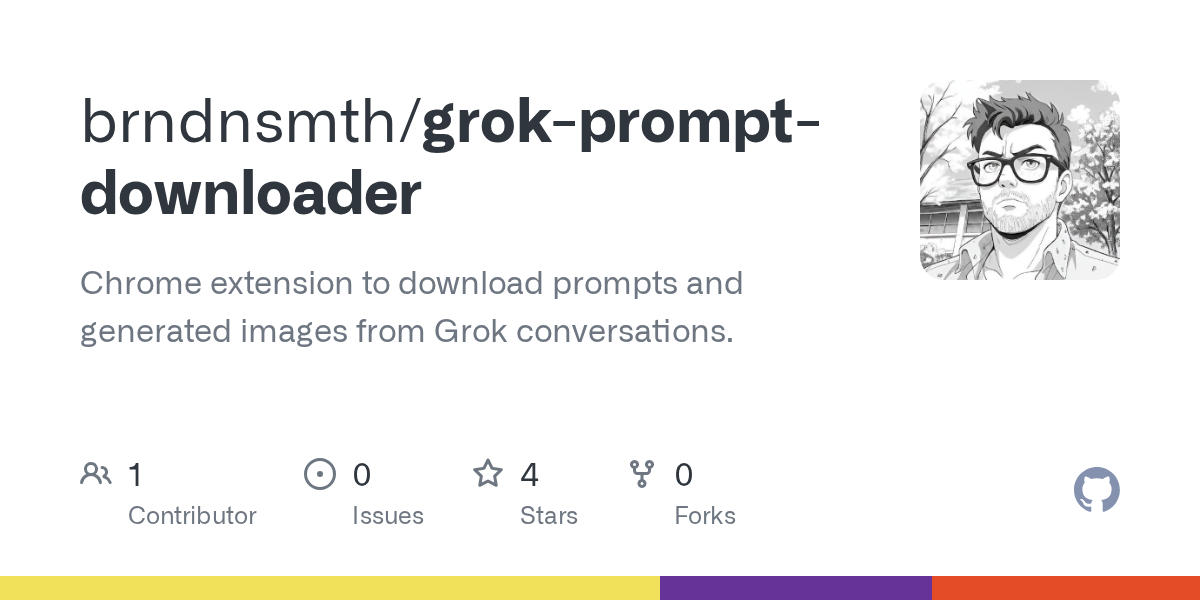 brndnsmth/grok-prompt-
downloader
Chrome extension to download prompts and
generated images from Grok conversations.
1
Contributor
0
Issues
4
Stars
0
Forks